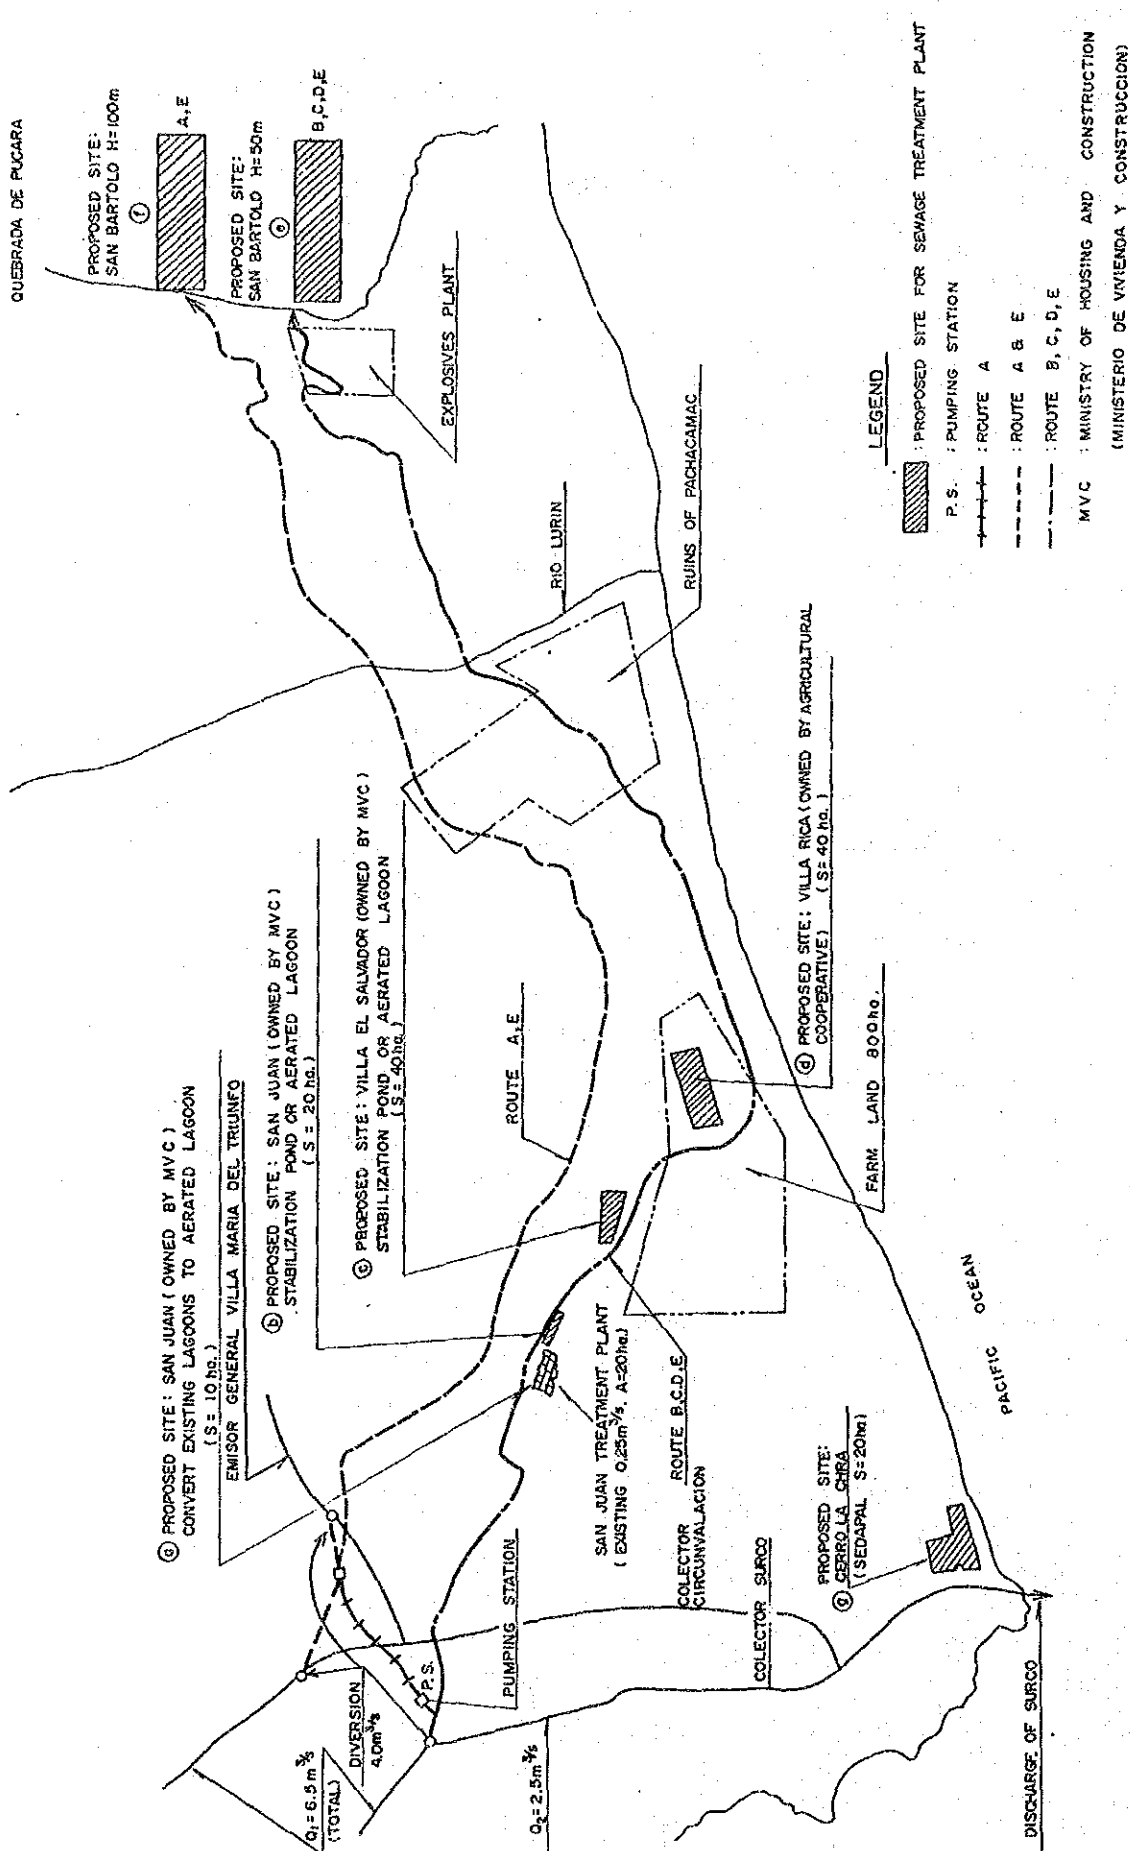 QUEBRADA DE PUCARA
PROPOSED SITE:
SAN BARTOLO H=100m
f
A,E
PROPOSED SITE:
SAN BARTOLO H=50m
e
B,C,D,E
EXPLOSIVES PLANT
RIO LURIN
RUINS OF PACHACAMAC
a PROPOSED SITE: SAN JUAN (OWNED BY MVC)
CONVERT EXISTING LAGOONS TO AERATED LAGOON
(S=10 ha.)
EMISOR GENERAL VILLA MARIA DEL TRIUNFO
b PROPOSED SITE: SAN JUAN (OWNED BY MVC)
STABILIZATION POND OR AERATED LAGOON
(S=20 ha.)
c PROPOSED SITE: VILLA EL SALVADOR (OWNED BY MVC)
STABILIZATION POND OR AERATED LAGOON
(S=40 ha.)
ROUTE A,E
d PROPOSED SITE: VILLA RICA (OWNED BY AGRICULTURAL
COOPERATIVE) (S=40 ha.)
FARM LAND 800 ha.
SAN JUAN TREATMENT PLANT
(EXISTING 0.25m³/s, A=20ha.)
ROUTE B,C,D,E
COLECTOR
CIRCUNVALACION
COLECTOR SURCO
g PROPOSED SITE:
CERRO LA CHIRA
(SEDAPAL S=20ha)
PACIFIC OCEAN
PUMPING STATION
P.S.
DIVERSION
4.0m³/s
Q₁=6.5m³/s
(TOTAL)
Q₂=2.5m³/s
DISCHARGE OF SURCO
LEGEND
: PROPOSED SITE FOR SEWAGE TREATMENT PLANT
P.S. : PUMPING STATION
: ROUTE A
: ROUTE A & E
: ROUTE B, C, D, E
MVC : MINISTRY OF HOUSING AND CONSTRUCTION
(MINISTERIO DE VIVIENDA Y CONSTRUCCION)